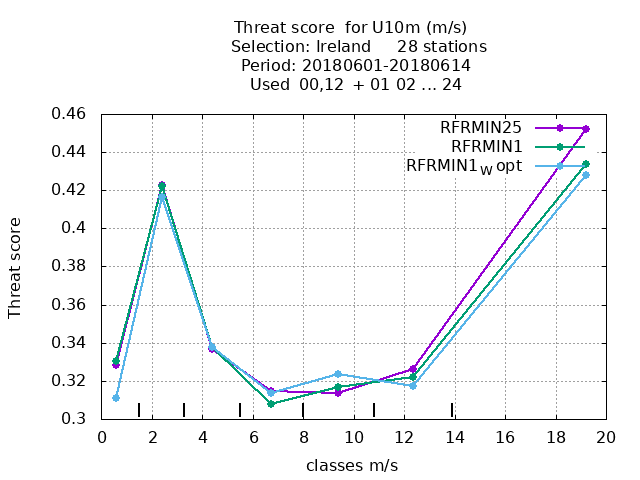 Threat score  for U10m (m/s)
Selection: Ireland     28 stations
Period: 20180601-20180614
Used  00,12  + 01 02 ... 24
RFRMIN25
RFRMIN1
RFRMIN1W opt
0.46
0.44
0.42
0.4
0.38
0.36
0.34
0.32
0.3
Threat score
0 2 4 6 8 10 12 14 16 18 20
classes m/s